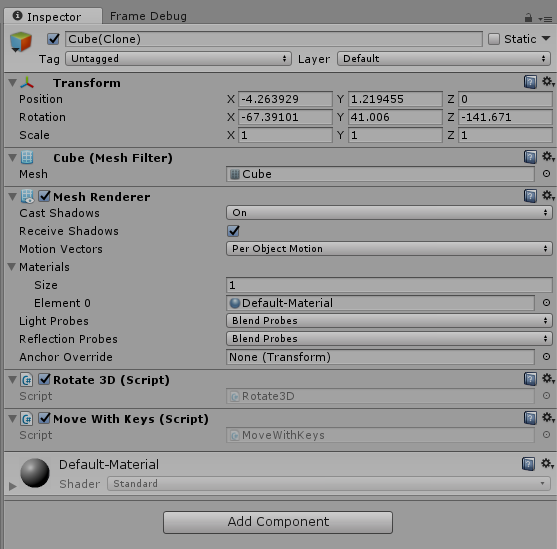 Inspector Frame Debug
Cube(Clone) Static
Tag Untagged Layer Default
Transform
Position X -4.263929 Y 1.219455 Z 0
Rotation X -67.39101 Y 41.006 Z -141.671
Scale X 1 Y 1 Z 1
Cube (Mesh Filter)
Mesh Cube
Mesh Renderer
Cast Shadows On
Receive Shadows
Motion Vectors Per Object Motion
Materials
Size 1
Element 0 Default-Material
Light Probes Blend Probes
Reflection Probes Blend Probes
Anchor Override None (Transform)
C# Rotate 3D (Script)
Script Rotate3D
C# Move With Keys (Script)
Script MoveWithKeys
Default-Material
Shader Standard
Add Component